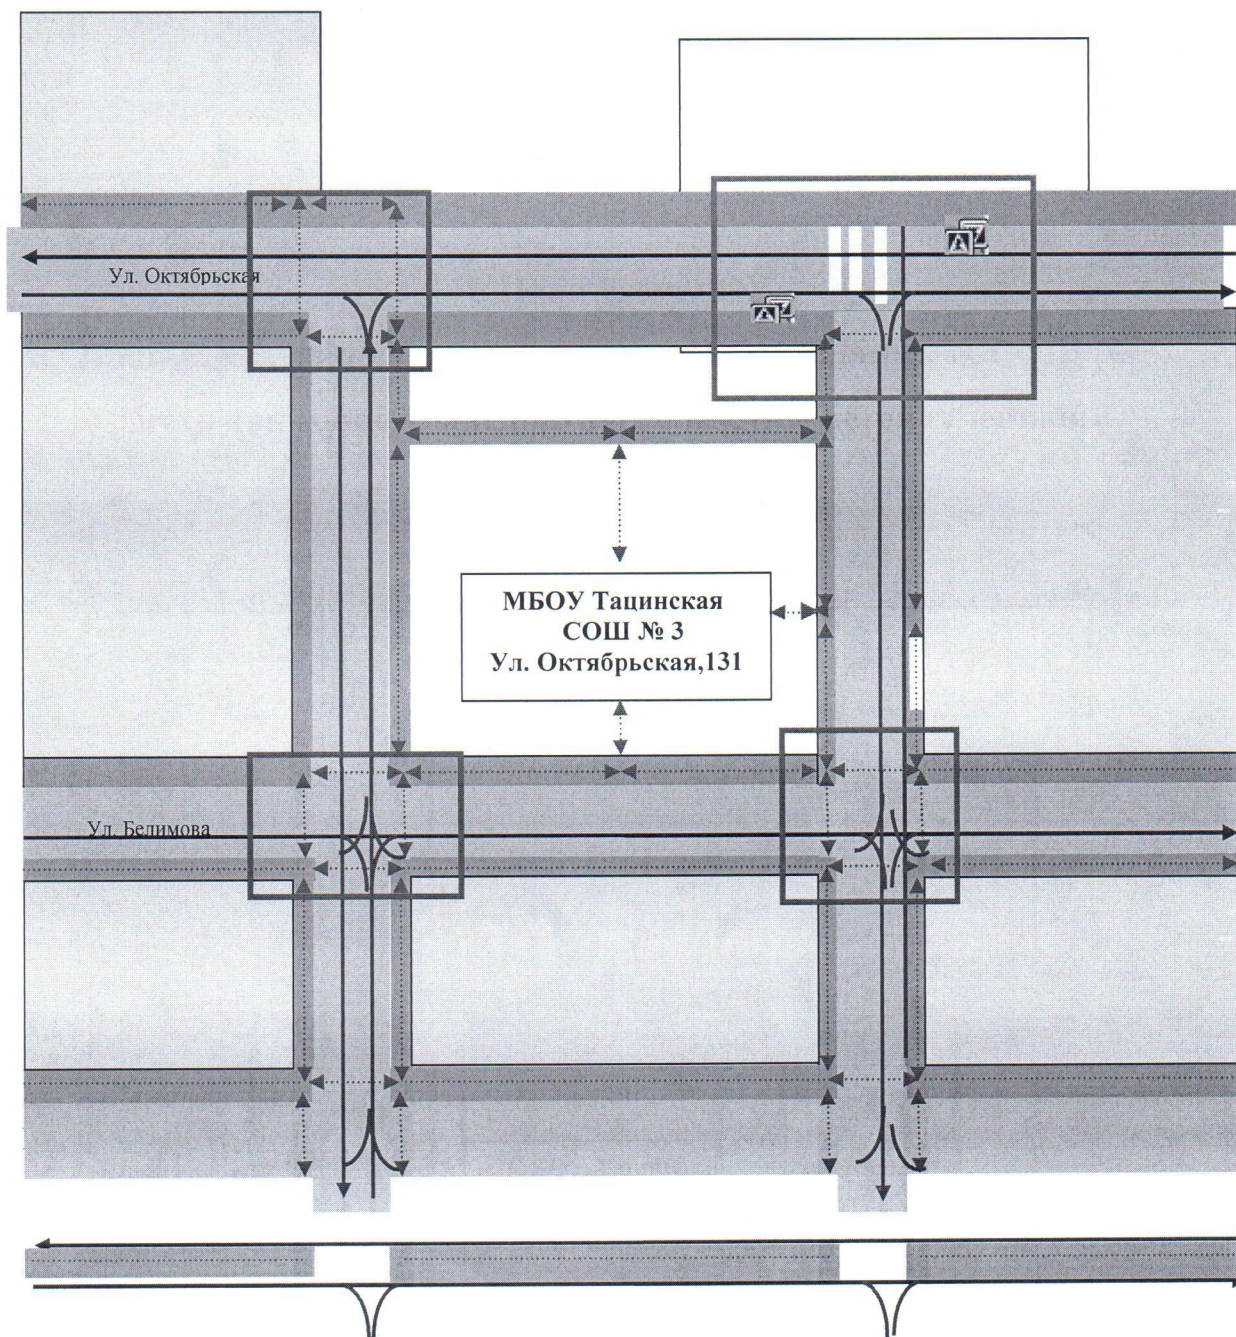 Ул. Октябрьская
МБОУ Тацинская
СОШ № 3
Ул. Октябрьская,131
Ул. Белимова